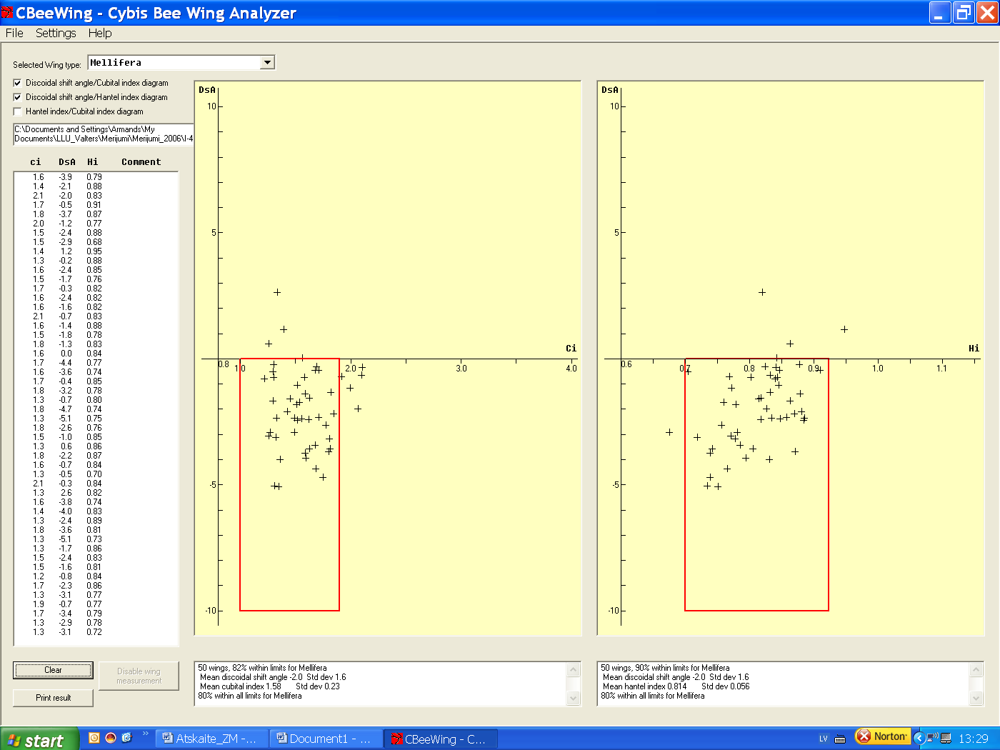 CBeeWing - Cybis Bee Wing Analyzer
File Settings Help
Selected Wing type: Mellifera
Discoidal shift angle/Cubital index diagram
Discoidal shift angle/Hantel index diagram
Hantel index/Cubital index diagram
C:\Documents and Settings\Armands\My
Documents\LLU_Valters\Merijumi\Merijumi_2006\I-4
ci DsA Hi Comment
1.6 -3.9 0.79
1.4 -2.1 0.88
2.1 -2.0 0.83
1.7 -0.5 0.91
1.8 -3.7 0.87
2.0 -1.2 0.77
1.5 -2.4 0.88
1.5 -2.9 0.68
1.4 1.2 0.95
1.3 -0.2 0.88
1.6 -2.4 0.85
1.5 -1.7 0.76
1.7 -0.3 0.82
1.6 -2.4 0.82
1.6 -1.6 0.82
2.1 -0.7 0.83
1.6 -1.4 0.88
1.5 -1.8 0.78
1.8 -1.3 0.83
1.6 0.0 0.84
1.7 -4.4 0.77
1.6 -3.6 0.74
1.7 -0.4 0.85
1.8 -3.2 0.78
1.3 -0.7 0.80
1.8 -4.7 0.74
1.3 -5.1 0.75
1.8 -2.6 0.76
1.5 -1.0 0.85
1.3 0.6 0.86
1.8 -2.2 0.87
1.6 -0.7 0.84
1.3 -0.5 0.70
2.1 -0.3 0.84
1.3 2.6 0.82
1.6 -3.8 0.74
1.4 -4.0 0.83
1.3 -2.4 0.89
1.8 -3.6 0.81
1.3 -5.1 0.73
1.3 -1.7 0.86
1.5 -2.4 0.83
1.5 -1.6 0.81
1.2 -0.8 0.84
1.7 -2.3 0.86
1.3 -3.1 0.77
1.9 -0.7 0.77
1.7 -3.4 0.79
1.3 -2.9 0.78
1.3 -3.1 0.72
Clear
Disable wing
measurement
Print result
DsA
10
5
Ci
0.8 1.0 2.0 3.0 4.0
-5
-10
50 wings, 82% within limits for Mellifera
Mean discoidal shift angle -2.0 Std dev 1.6
Mean cubital index 1.58 Std dev 0.23
80% within all limits for Mellifera
DsA
10
5
Hi
0.6 0.7 0.8 0.9 1.0 1.1
-5
-10
50 wings, 90% within limits for Mellifera
Mean discoidal shift angle -2.0 Std dev 1.6
Mean hantel index 0.814 Std dev 0.056
80% within all limits for Mellifera
start
Atskaite_ZM - ...
Document1 - ...
CBeeWing - C...
LV
Norton
13:29